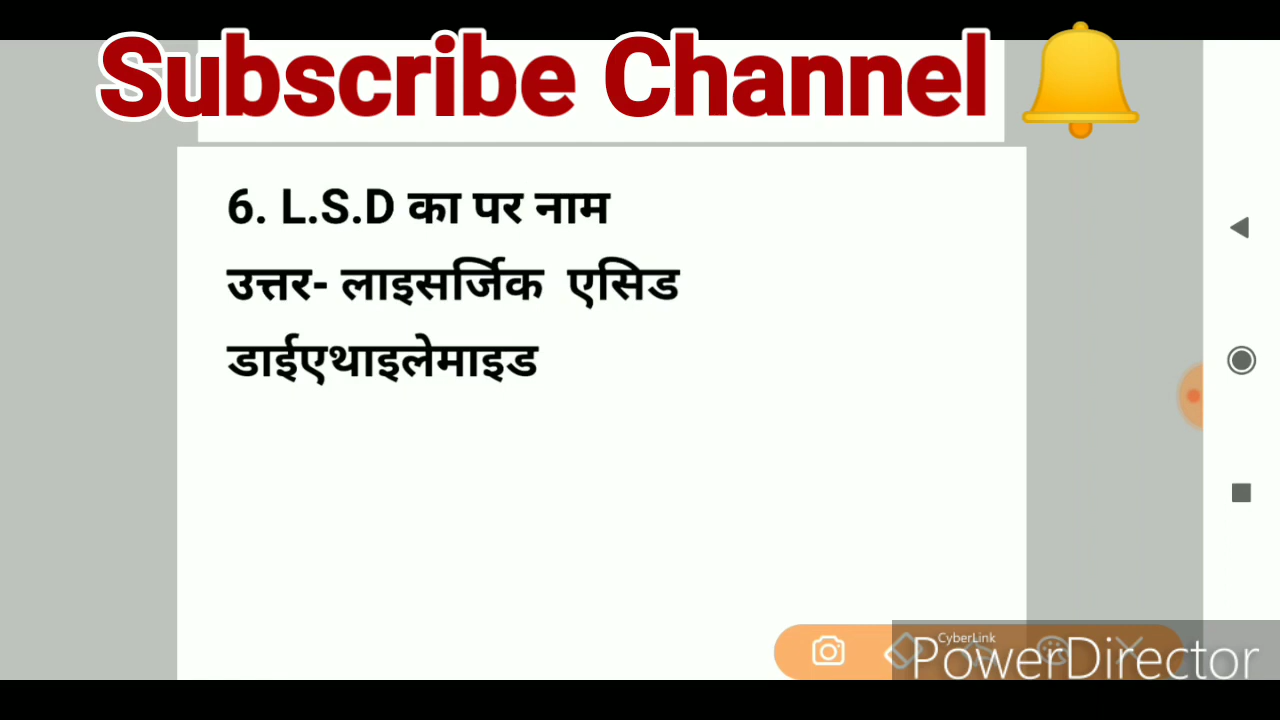 Subscribe Channel
6. L.S.D का पर नाम
उत्तर- लाइसर्जिक एसिड
डाईएथाइलेमाइड
CyberLink
PowerDirector